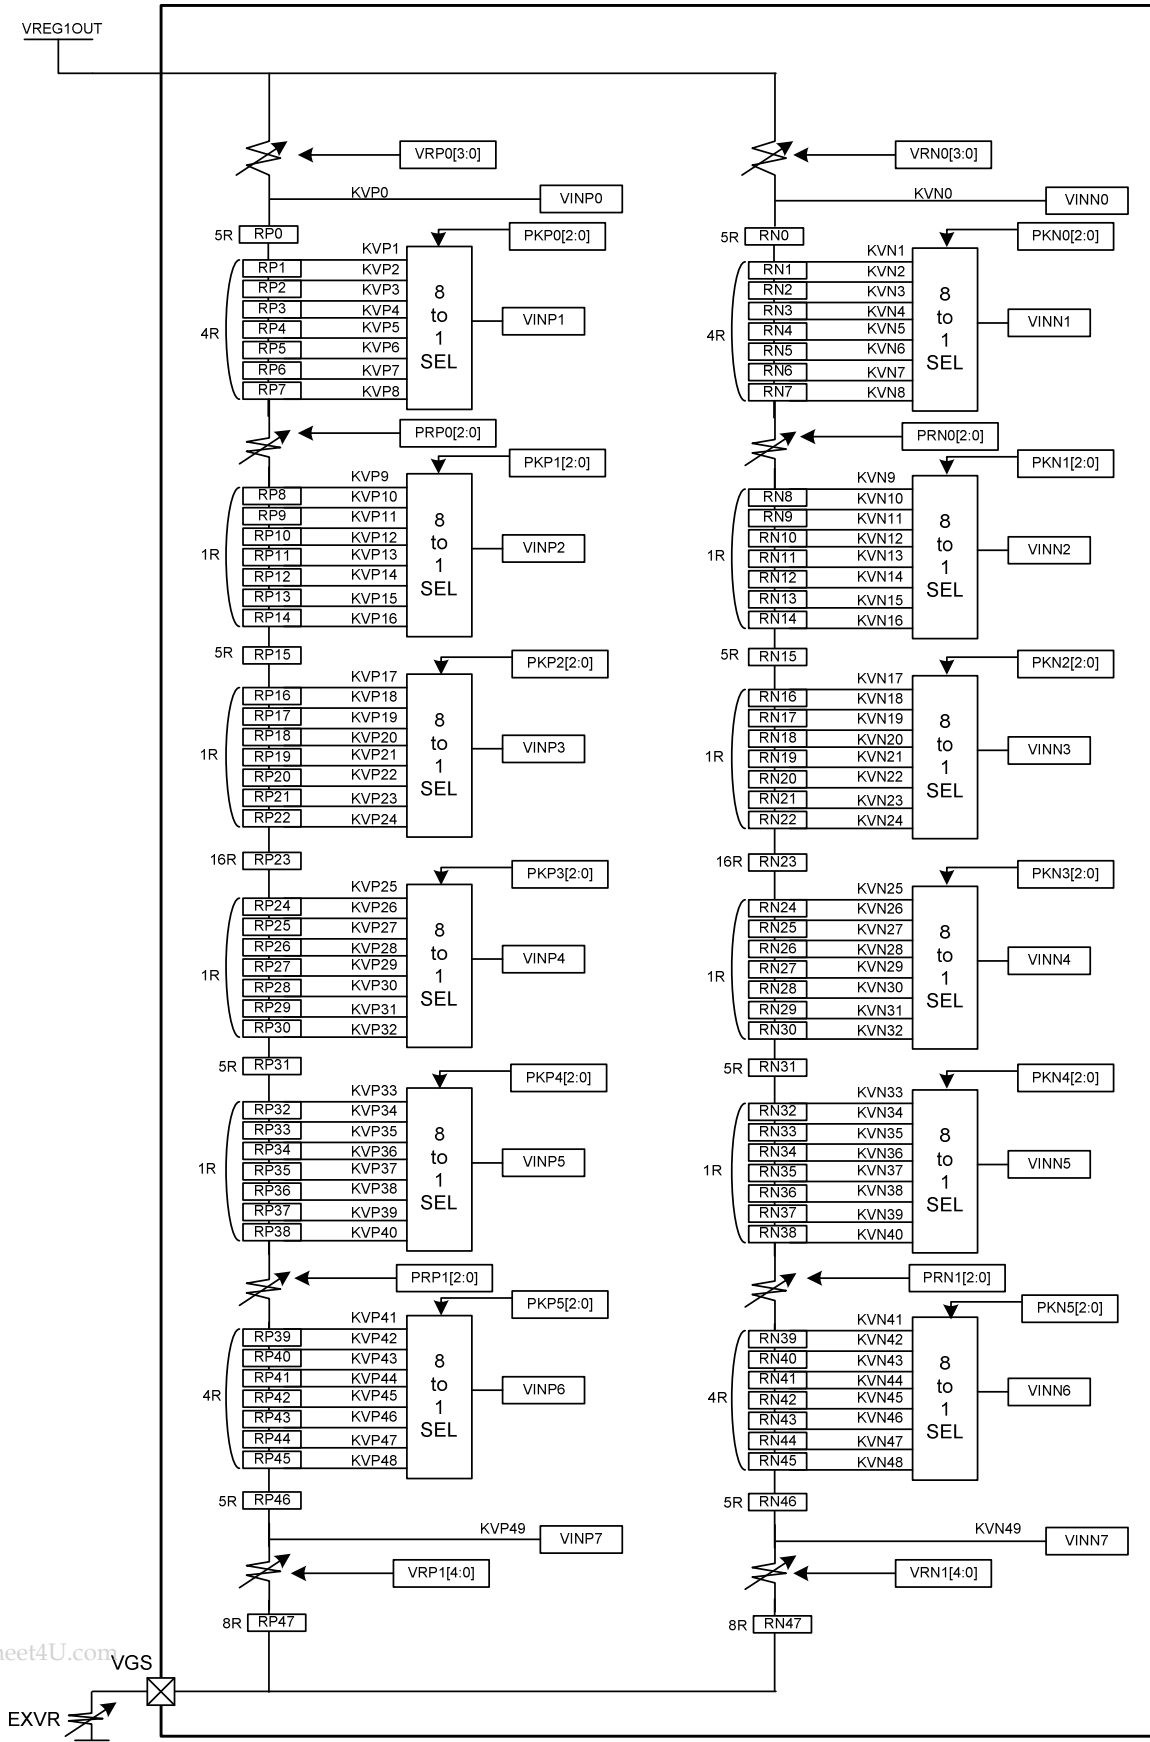 VREG1OUT
VRP0[3:0]
VRN0[3:0]
KVP0
VINP0
KVN0
VINN0
5R
RP0
PKP0[2:0]
5R
RN0
PKN0[2:0]
4R
RP1
RP2
RP3
RP4
RP5
RP6
RP7
KVP1
KVP2
KVP3
KVP4
KVP5
KVP6
KVP7
KVP8
8
to
1
SEL
VINP1
4R
RN1
RN2
RN3
RN4
RN5
RN6
RN7
KVN1
KVN2
KVN3
KVN4
KVN5
KVN6
KVN7
KVN8
8
to
1
SEL
VINN1
PRP0[2:0]
PKP1[2:0]
PRN0[2:0]
PKN1[2:0]
1R
RP8
RP9
RP10
RP11
RP12
RP13
RP14
KVP9
KVP10
KVP11
KVP12
KVP13
KVP14
KVP15
KVP16
8
to
1
SEL
VINP2
1R
RN8
RN9
RN10
RN11
RN12
RN13
RN14
KVN9
KVN10
KVN11
KVN12
KVN13
KVN14
KVN15
KVN16
8
to
1
SEL
VINN2
5R
RP15
PKP2[2:0]
5R
RN15
PKN2[2:0]
1R
RP16
RP17
RP18
RP19
RP20
RP21
RP22
KVP17
KVP18
KVP19
KVP20
KVP21
KVP22
KVP23
KVP24
8
to
1
SEL
VINP3
1R
RN16
RN17
RN18
RN19
RN20
RN21
RN22
KVN17
KVN18
KVN19
KVN20
KVN21
KVN22
KVN23
KVN24
8
to
1
SEL
VINN3
16R
RP23
PKP3[2:0]
16R
RN23
PKN3[2:0]
1R
RP24
RP25
RP26
RP27
RP28
RP29
RP30
KVP25
KVP26
KVP27
KVP28
KVP29
KVP30
KVP31
KVP32
8
to
1
SEL
VINP4
1R
RN24
RN25
RN26
RN27
RN28
RN29
RN30
KVN25
KVN26
KVN27
KVN28
KVN29
KVN30
KVN31
KVN32
8
to
1
SEL
VINN4
5R
RP31
PKP4[2:0]
5R
RN31
PKN4[2:0]
1R
RP32
RP33
RP34
RP35
RP36
RP37
RP38
KVP33
KVP34
KVP35
KVP36
KVP37
KVP38
KVP39
KVP40
8
to
1
SEL
VINP5
1R
RN32
RN33
RN34
RN35
RN36
RN37
RN38
KVN33
KVN34
KVN35
KVN36
KVN37
KVN38
KVN39
KVN40
8
to
1
SEL
VINN5
PRP1[2:0]
PKP5[2:0]
PRN1[2:0]
PKN5[2:0]
4R
RP39
RP40
RP41
RP42
RP43
RP44
RP45
KVP41
KVP42
KVP43
KVP44
KVP45
KVP46
KVP47
KVP48
8
to
1
SEL
VINP6
4R
RN39
RN40
RN41
RN42
RN43
RN44
RN45
KVN41
KVN42
KVN43
KVN44
KVN45
KVN46
KVN47
KVN48
8
to
1
SEL
VINN6
5R
RP46
5R
RN46
KVP49
VINP7
KVN49
VINN7
VRP1[4:0]
VRN1[4:0]
8R
RP47
8R
RN47
neet4U.com
VGS
EXVR